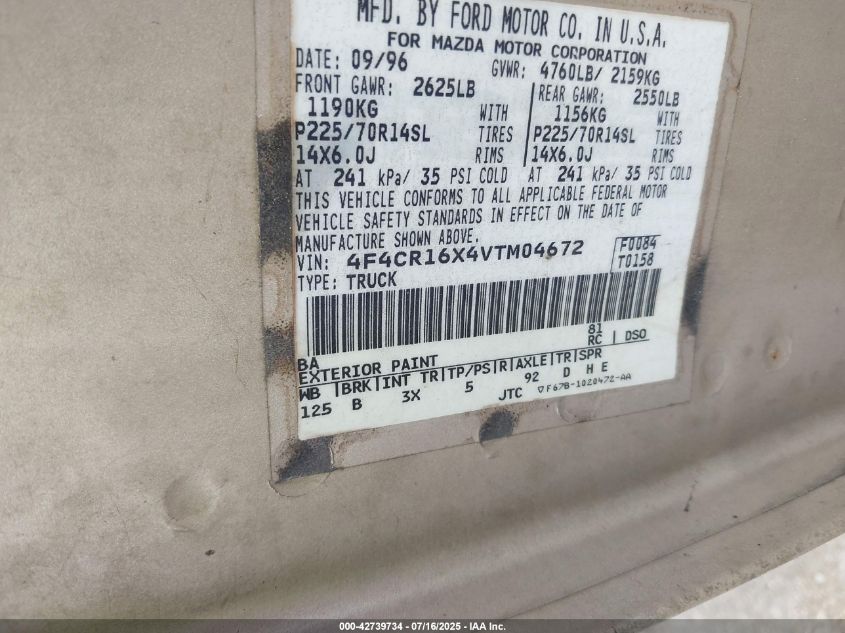 MFD. BY FORD MOTOR CO. IN U.S.A.
FOR MAZDA MOTOR CORPORATION
DATE: 09/96 GVWR: 4760LB/ 2159KG
FRONT GAWR: 2625LB REAR GAWR: 2550LB
1190KG WITH 1156KG WITH
P225/70R14SL TIRES P225/70R14SL TIRES
14X6.0J RIMS 14X6.0J RIMS
AT 241 kPa/ 35 PSI COLD AT 241 kPa/ 35 PSI COLD
THIS VEHICLE CONFORMS TO ALL APPLICABLE FEDERAL MOTOR
VEHICLE SAFETY STANDARDS IN EFFECT ON THE DATE OF
MANUFACTURE SHOWN ABOVE.
VIN: 4F4CR16X4VTM04672 F0084
TYPE: TRUCK T0158
81
BA RC DSO
EXTERIOR PAINT
WB BRK INT TR TP/PS R AXLE TR SPR
125 B 3X 5 92 D H E
JTC ▽F67B-1020472-AA
000-42739734 - 07/16/2025 - IAA Inc.